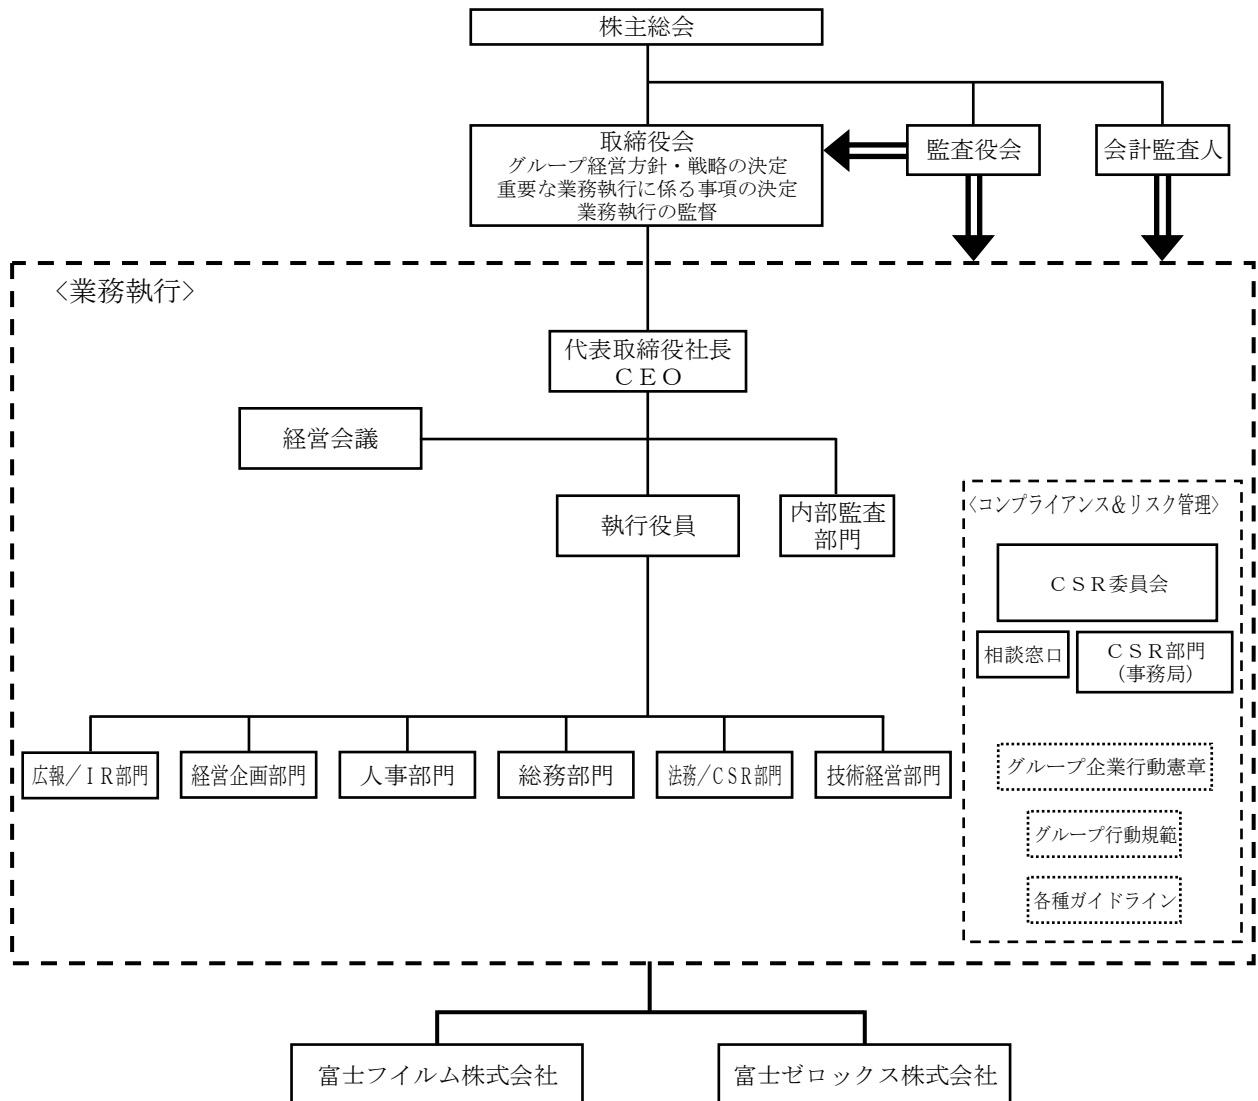 株主総会
取締役会
グループ経営方針・戦略の決定
重要な業務執行に係る事項の決定
業務執行の監督
監査役会
会計監査人
〈業務執行〉
代表取締役社長
ＣＥＯ
経営会議
執行役員
内部監査
部門
〈コンプライアンス＆リスク管理〉
ＣＳＲ委員会
相談窓口
ＣＳＲ部門
（事務局）
広報／ＩＲ部門
経営企画部門
人事部門
総務部門
法務／CSR部門
技術経営部門
グループ企業行動憲章
グループ行動規範
各種ガイドライン
富士フイルム株式会社
富士ゼロックス株式会社